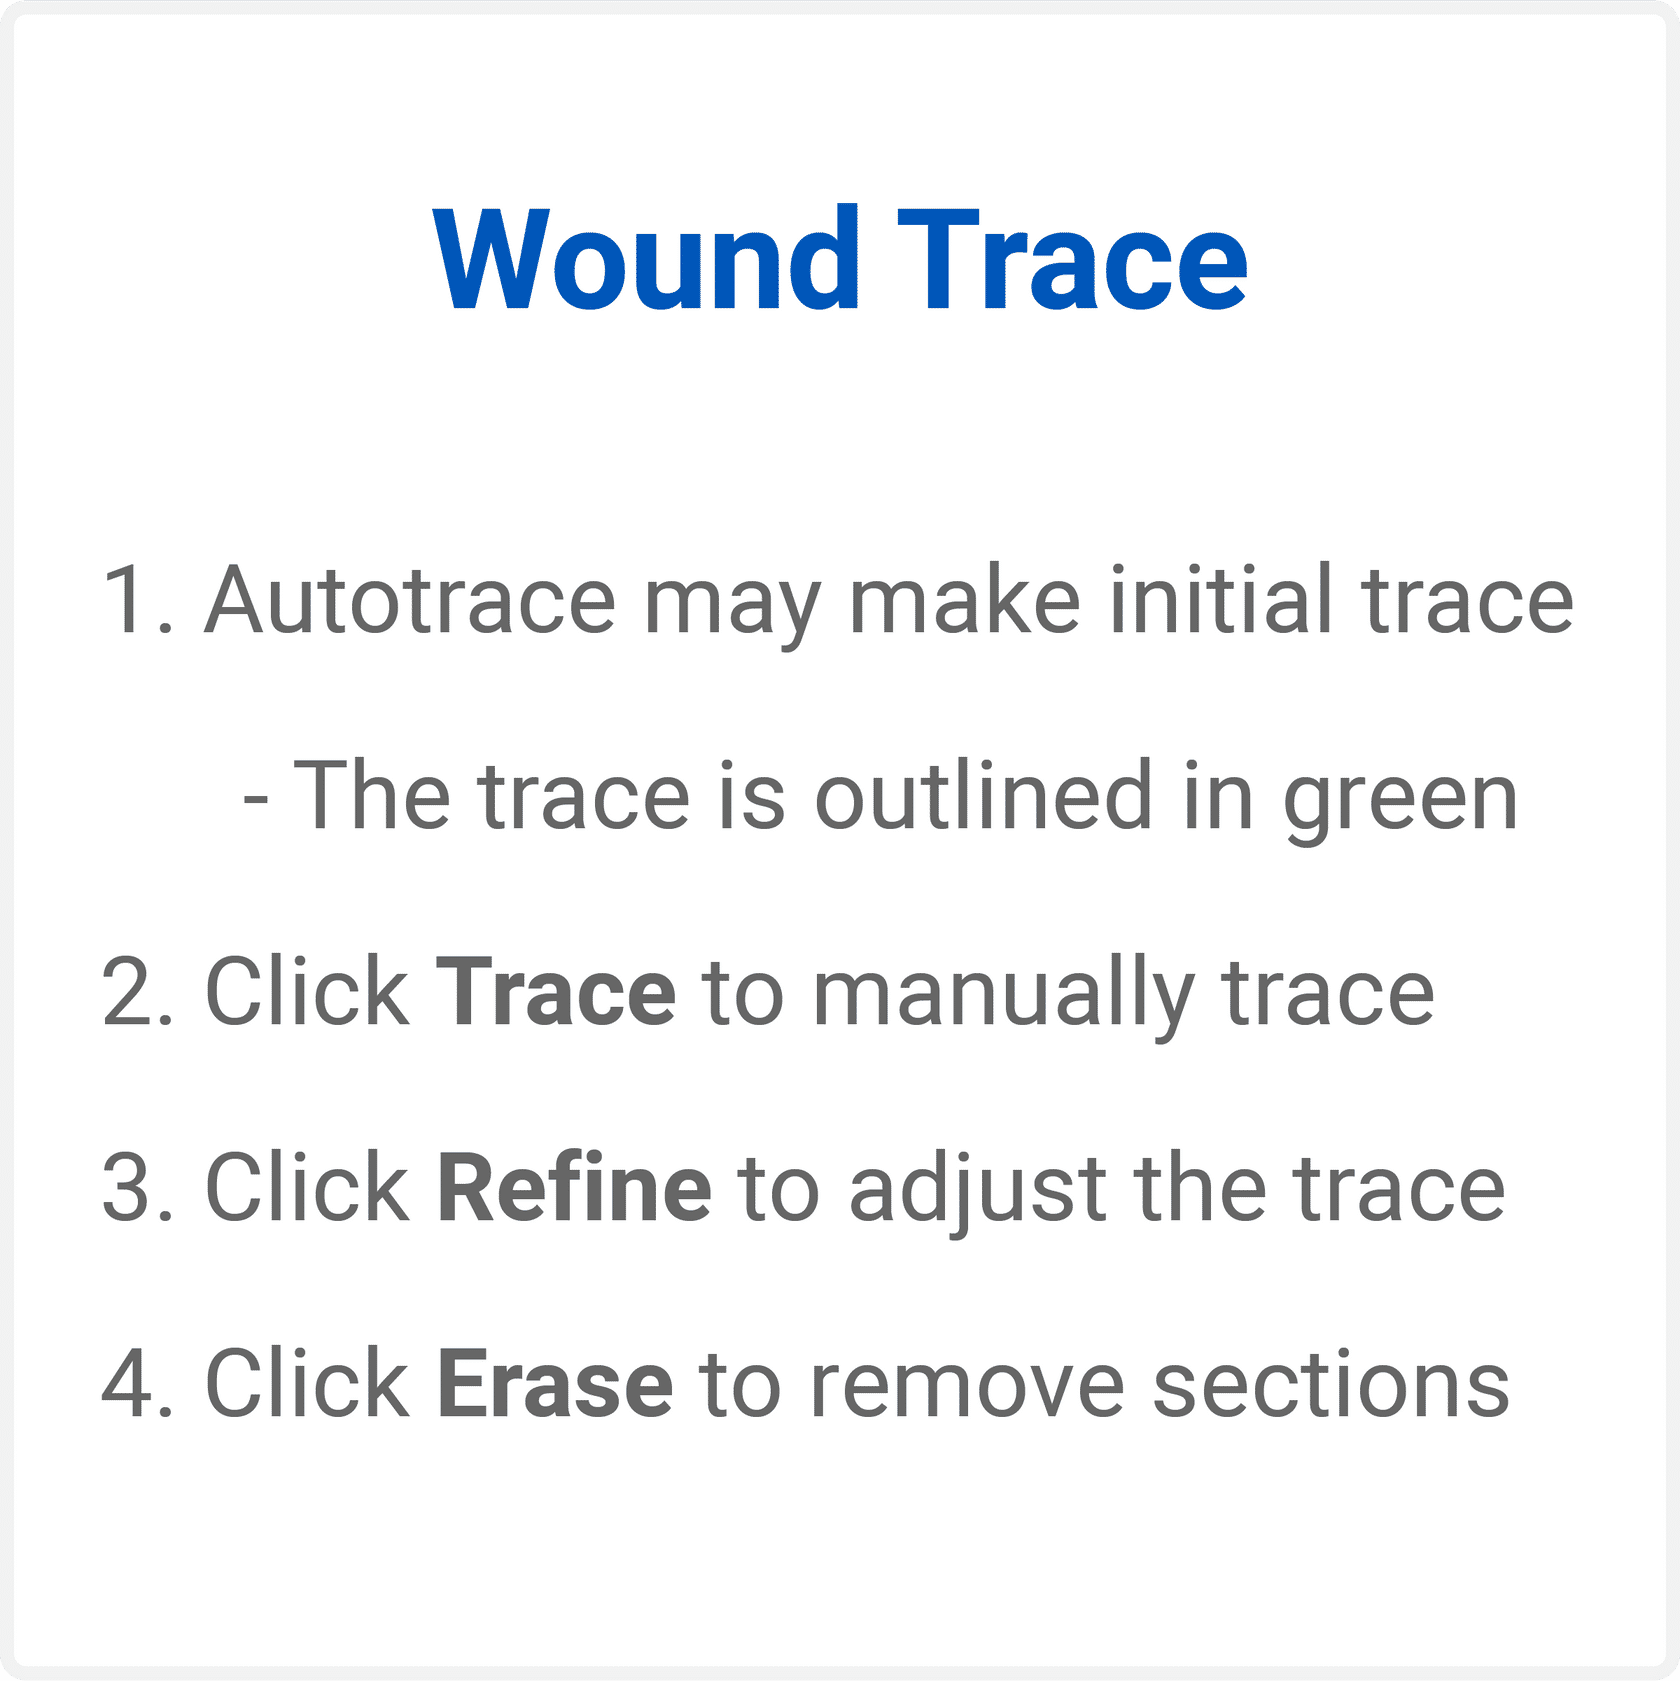 Wound Trace
1. Autotrace may make initial trace
- The trace is outlined in green
2. Click Trace to manually trace
3. Click Refine to adjust the trace
4. Click Erase to remove sections